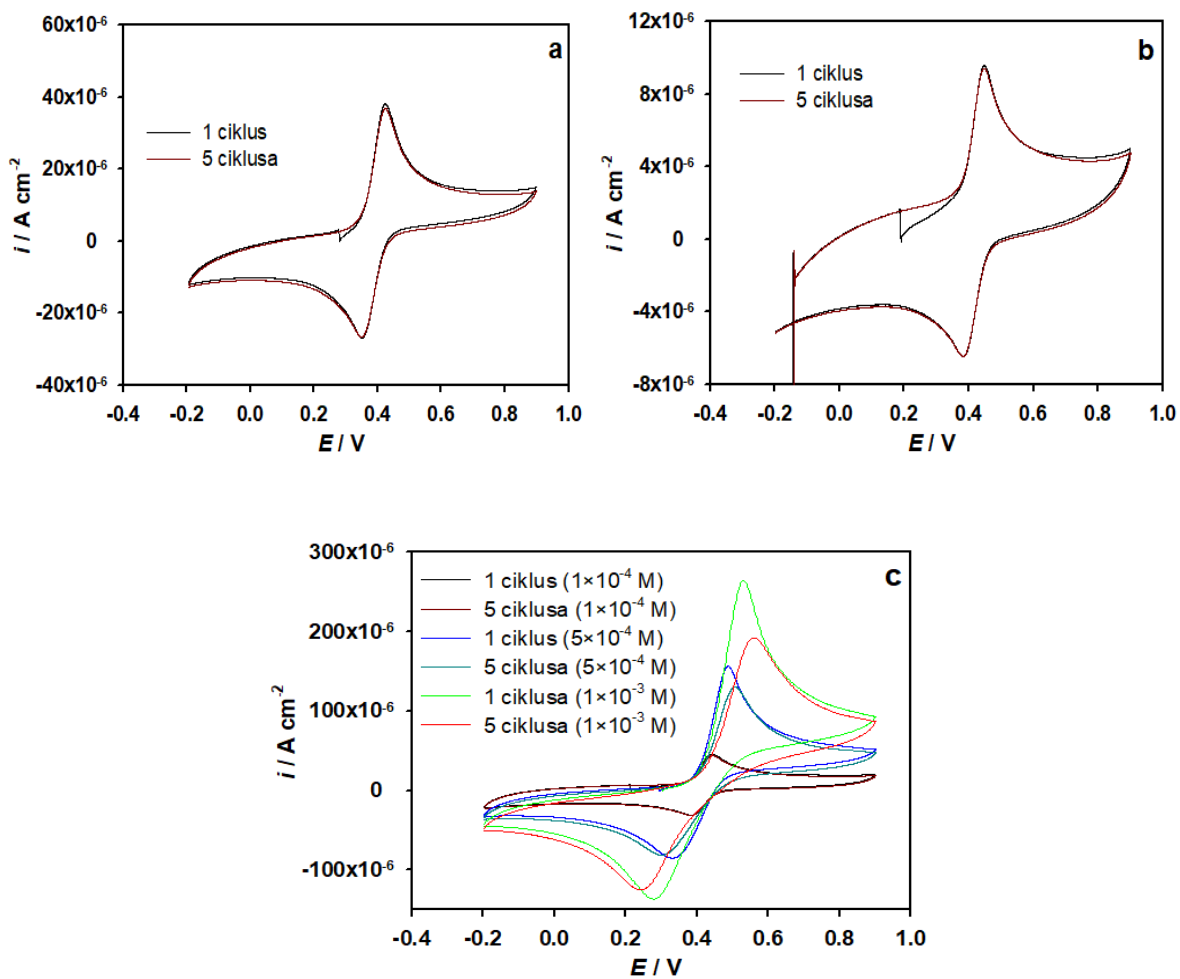 a
60x10-6
40x10-6
20x10-6
0
-20x10-6
-40x10-6
i / A cm-2
1 ciklus
5 ciklusa
-0.4 -0.2 0.0 0.2 0.4 0.6 0.8 1.0
E / V
b
12x10-6
8x10-6
4x10-6
0
-4x10-6
-8x10-6
i / A cm-2
1 ciklus
5 ciklusa
-0.4 -0.2 0.0 0.2 0.4 0.6 0.8 1.0
E / V
c
300x10-6
200x10-6
100x10-6
0
-100x10-6
i / A cm-2
1 ciklus (1×10-4 M)
5 ciklusa (1×10-4 M)
1 ciklus (5×10-4 M)
5 ciklusa (5×10-4 M)
1 ciklusa (1×10-3 M)
5 ciklusa (1×10-3 M)
-0.4 -0.2 0.0 0.2 0.4 0.6 0.8 1.0
E / V